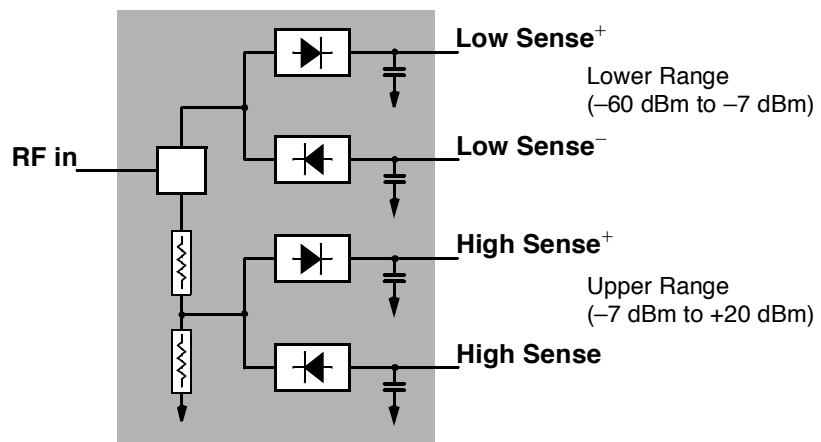 Low Sense⁺
Lower Range
(–60 dBm to –7 dBm)
RF in
Low Sense⁻
High Sense⁺
Upper Range
(–7 dBm to +20 dBm)
High Sense